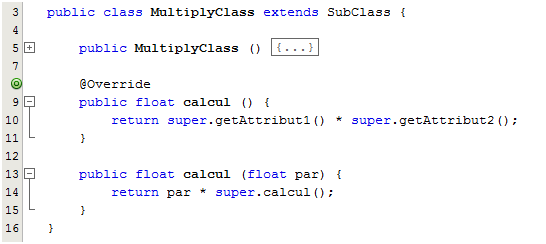 3 public class MultiplyClass extends SubClass {
4
5 public MultiplyClass () {...}
7
@Override
9 public float calcul () {
10 return super.getAttribut1() * super.getAttribut2();
11 }
12
13 public float calcul (float par) {
14 return par * super.calcul();
15 }
16 }